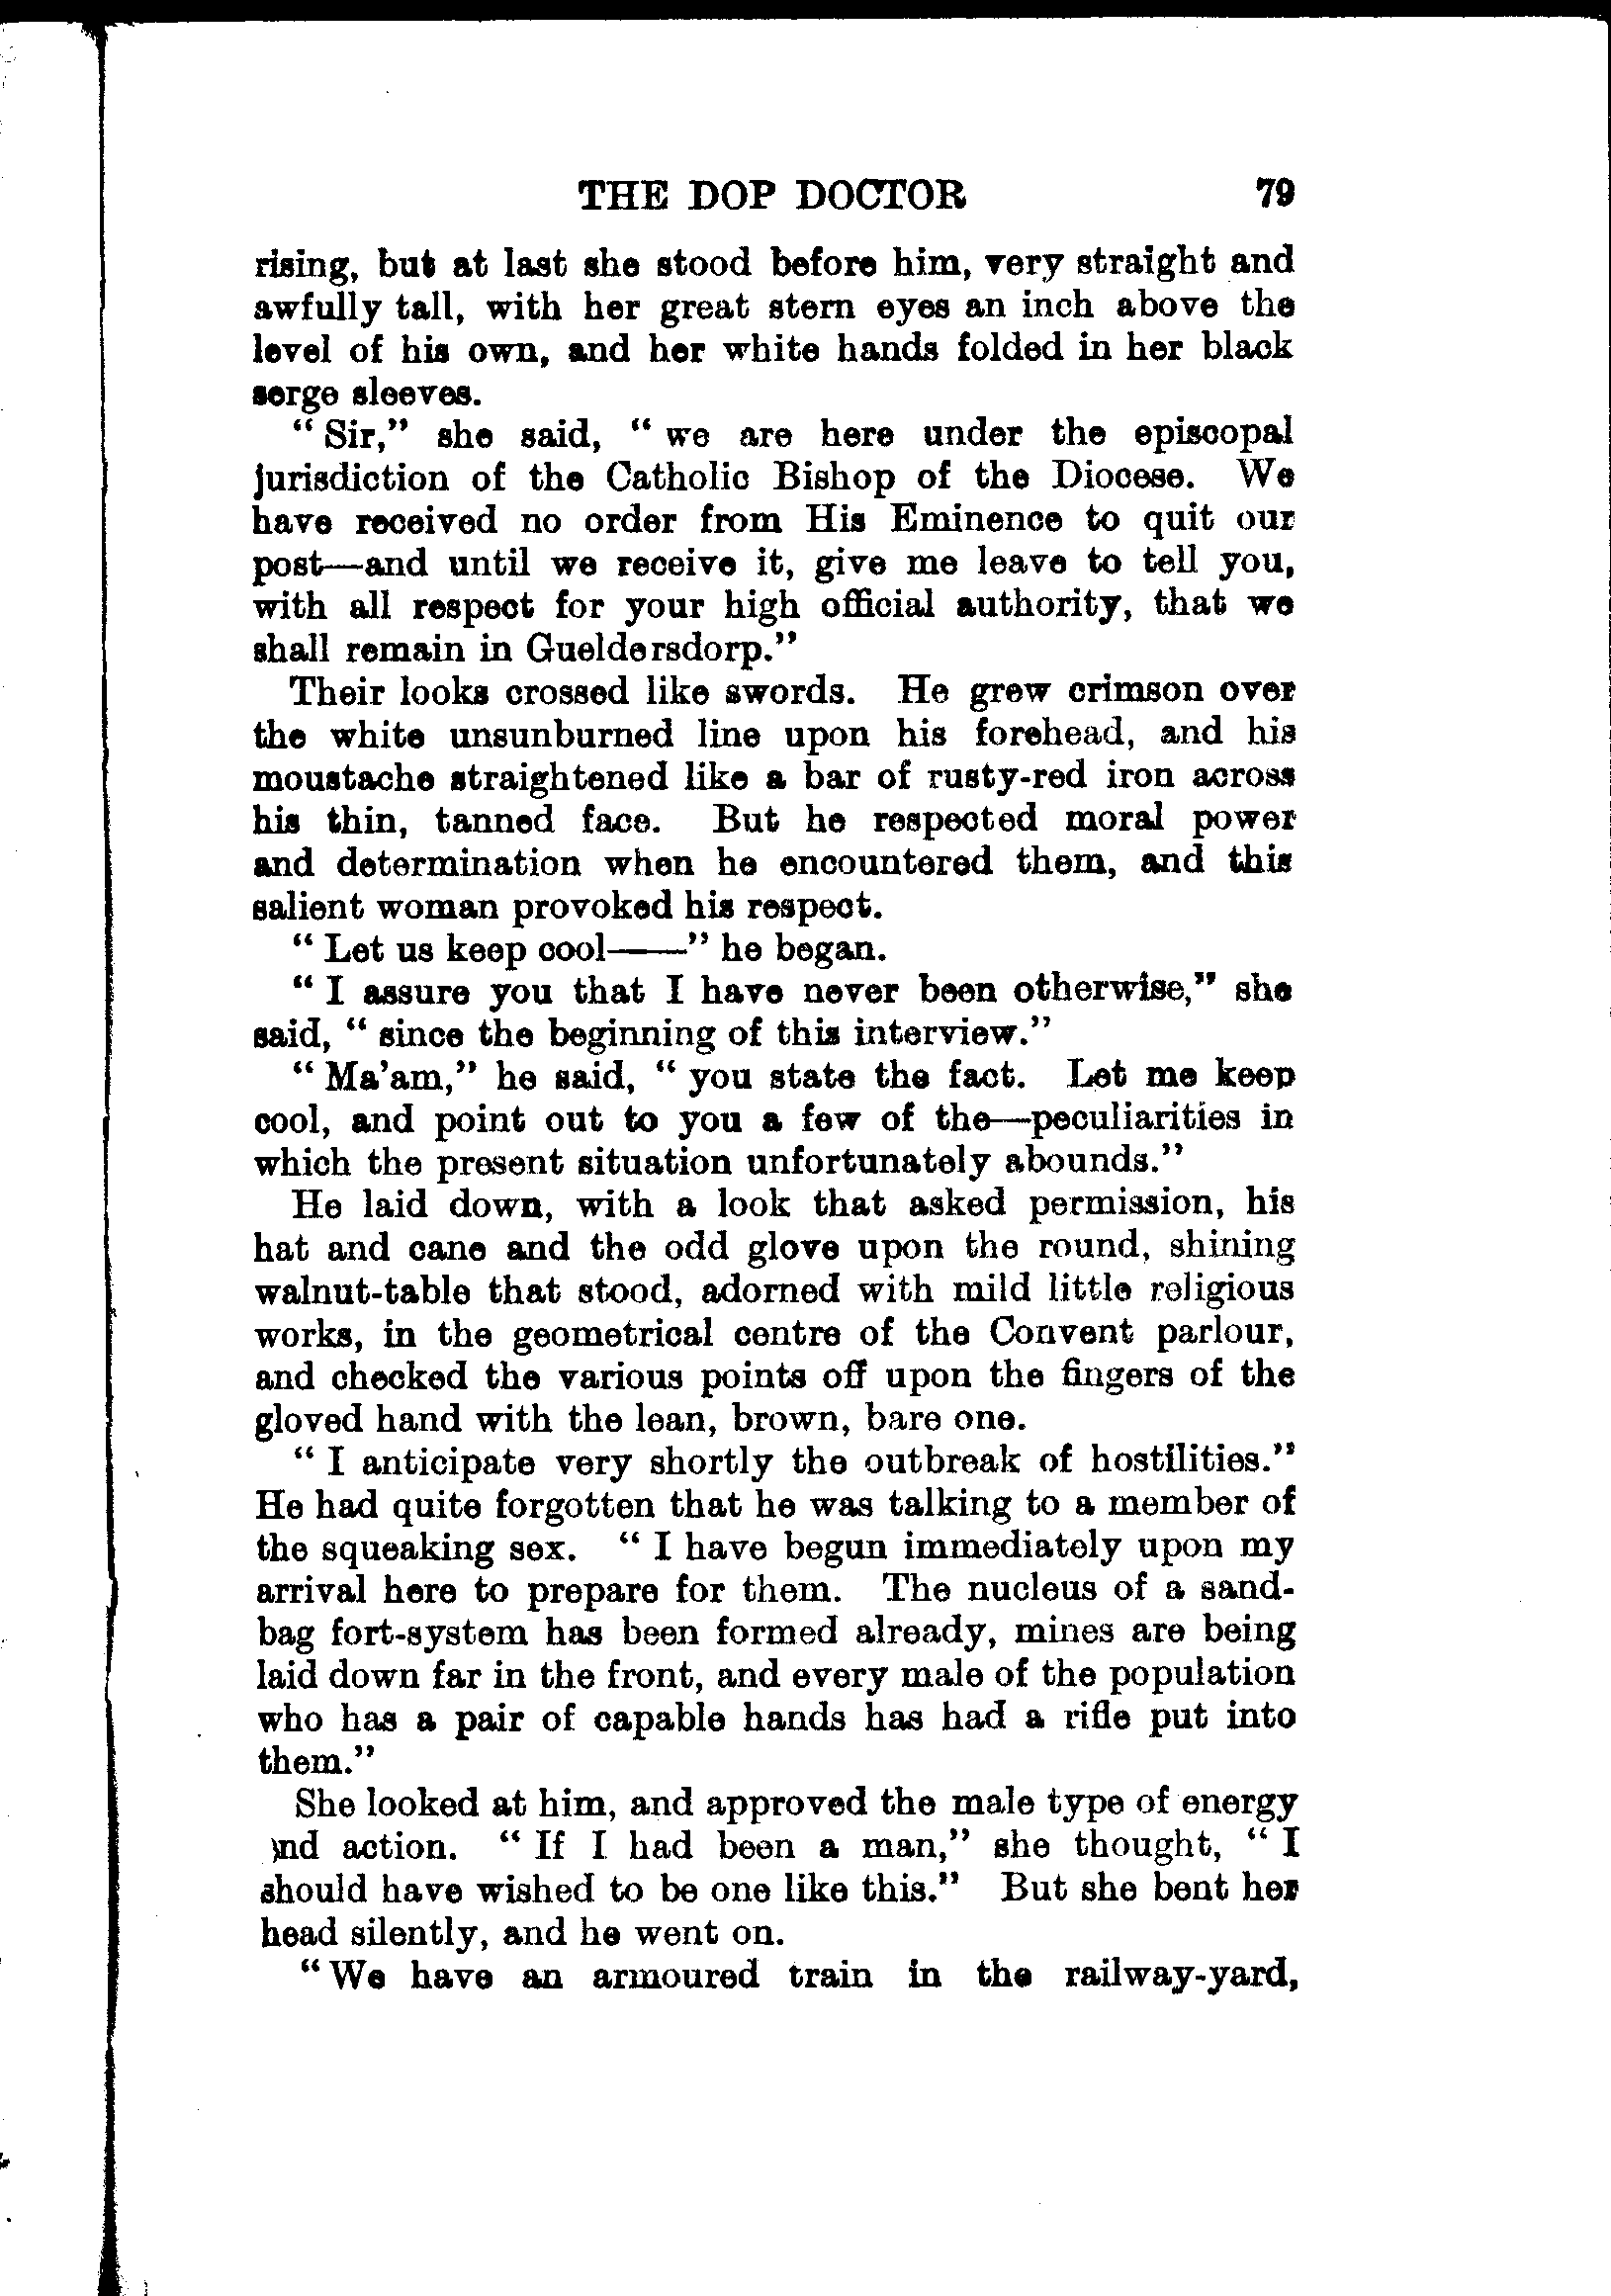 THE DOP DOCTOR 79
rising, but at last she stood before him, very straight and
awfully tall, with her great stern eyes an inch above the
level of his own, and her white hands folded in her black
serge sleeves.
“Sir,” she said, “we are here under the episcopal
jurisdiction of the Catholic Bishop of the Diocese. We
have received no order from His Eminence to quit our
post—and until we receive it, give me leave to tell you,
with all respect for your high official authority, that we
shall remain in Gueldersdorp.”
Their looks crossed like swords. He grew crimson over
the white unsunburned line upon his forehead, and his
moustache straightened like a bar of rusty-red iron across
his thin, tanned face. But he respected moral power
and determination when he encountered them, and this
salient woman provoked his respect.
“Let us keep cool——” he began.
“I assure you that I have never been otherwise,” she
said, “since the beginning of this interview.”
“Ma’am,” he said, “you state the fact. Let me keep
cool, and point out to you a few of the—peculiarities in
which the present situation unfortunately abounds.”
He laid down, with a look that asked permission, his
hat and cane and the odd glove upon the round, shining
walnut-table that stood, adorned with mild little religious
works, in the geometrical centre of the Convent parlour,
and checked the various points off upon the fingers of the
gloved hand with the lean, brown, bare one.
“I anticipate very shortly the outbreak of hostilities.”
He had quite forgotten that he was talking to a member of
the squeaking sex. “I have begun immediately upon my
arrival here to prepare for them. The nucleus of a sand-
bag fort-system has been formed already, mines are being
laid down far in the front, and every male of the population
who has a pair of capable hands has had a rifle put into
them.”
She looked at him, and approved the male type of energy
and action. “If I had been a man,” she thought, “I
should have wished to be one like this.” But she bent her
head silently, and he went on.
“We have an armoured train in the railway-yard,